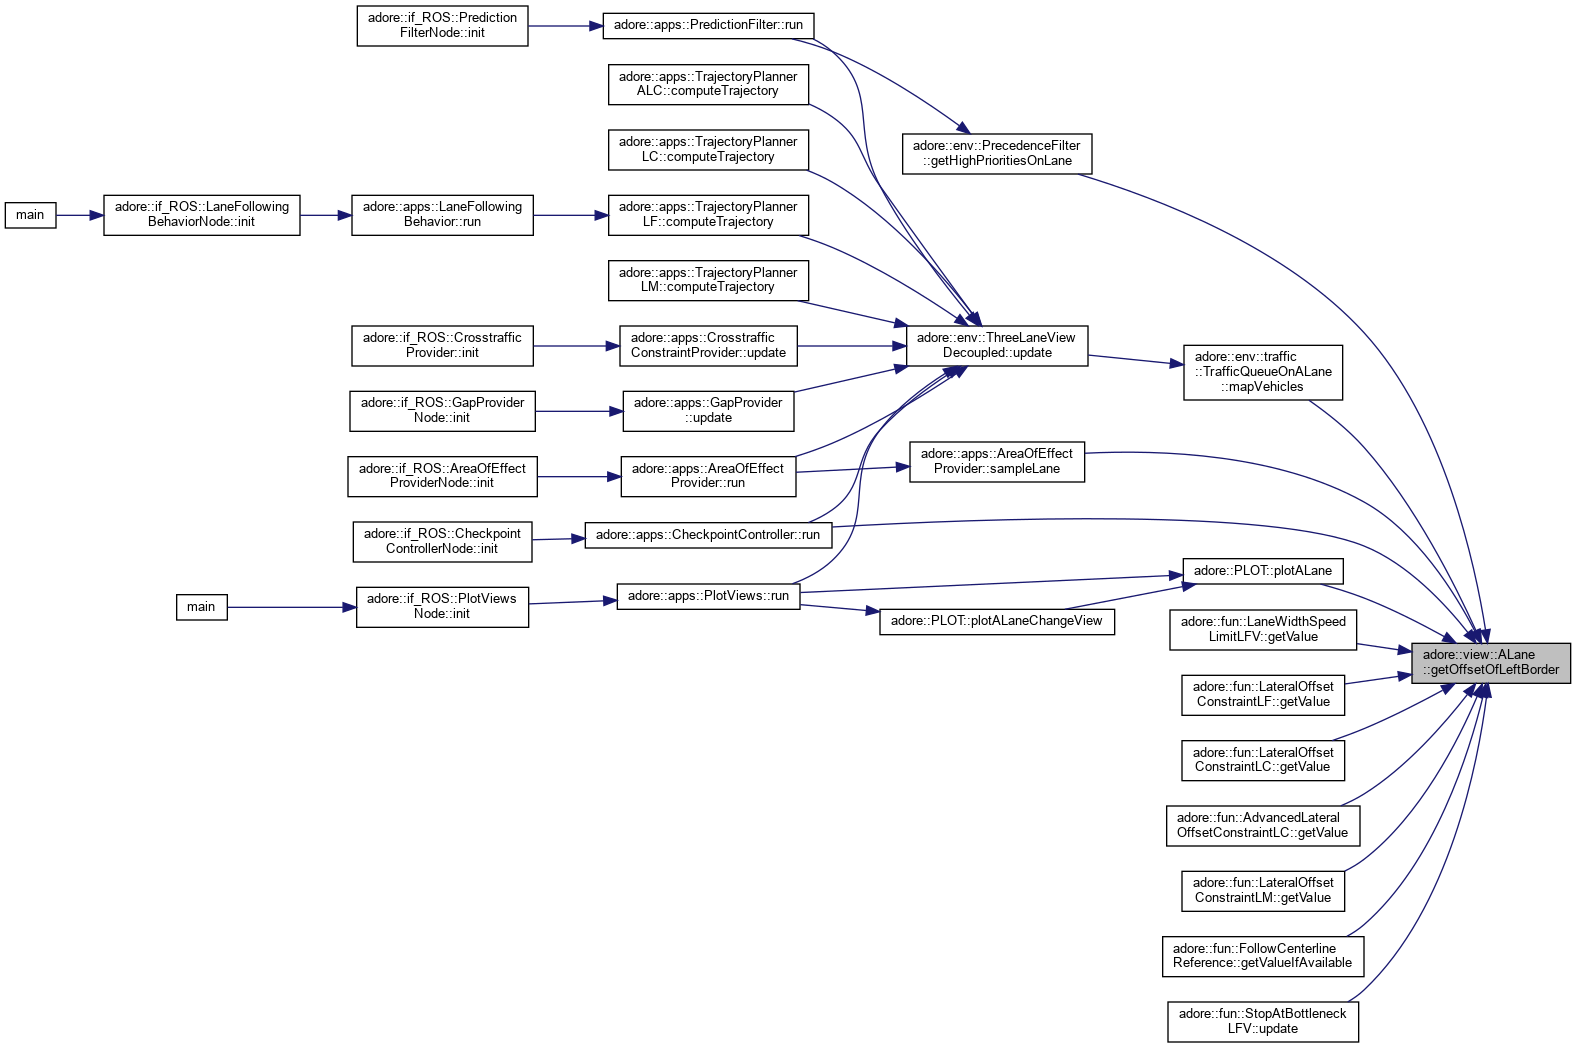 adore::if_ROS::Prediction
FilterNode::init
adore::apps::PredictionFilter::run
adore::apps::TrajectoryPlanner
ALC::computeTrajectory
adore::apps::TrajectoryPlanner
LC::computeTrajectory
adore::env::PrecedenceFilter
::getHighPrioritiesOnLane
main
adore::if_ROS::LaneFollowing
BehaviorNode::init
adore::apps::LaneFollowing
Behavior::run
adore::apps::TrajectoryPlanner
LF::computeTrajectory
adore::apps::TrajectoryPlanner
LM::computeTrajectory
adore::if_ROS::Crosstraffic
Provider::init
adore::apps::Crosstraffic
ConstraintProvider::update
adore::env::ThreeLaneView
Decoupled::update
adore::env::traffic
::TrafficQueueOnALane
::mapVehicles
adore::if_ROS::GapProvider
Node::init
adore::apps::GapProvider
::update
adore::if_ROS::AreaOfEffect
ProviderNode::init
adore::apps::AreaOfEffect
Provider::run
adore::apps::AreaOfEffect
Provider::sampleLane
adore::if_ROS::Checkpoint
ControllerNode::init
adore::apps::CheckpointController::run
adore::PLOT::plotALane
main
adore::if_ROS::PlotViews
Node::init
adore::apps::PlotViews::run
adore::PLOT::plotALaneChangeView
adore::fun::LaneWidthSpeed
LimitLFV::getValue
adore::view::ALane
::getOffsetOfLeftBorder
adore::fun::LateralOffset
ConstraintLF::getValue
adore::fun::LateralOffset
ConstraintLC::getValue
adore::fun::AdvancedLateral
OffsetConstraintLC::getValue
adore::fun::LateralOffset
ConstraintLM::getValue
adore::fun::FollowCenterline
Reference::getValueIfAvailable
adore::fun::StopAtBottleneck
LFV::update